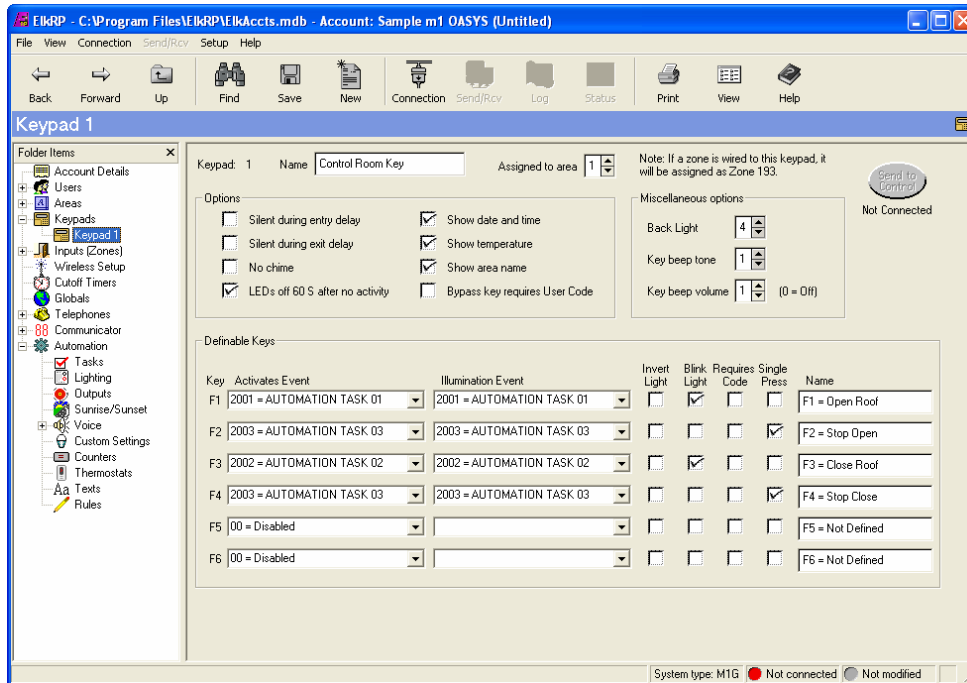 ElkRP - C:\Program Files\ElkRP\ElkAccts.mdb - Account: Sample m1 OASYS (Untitled)
File View Connection Send/Rcv Setup Help
Back Forward Up Find Save New Connection Send/Rcv Log Status Print View Help
Keypad 1
Folder Items
Account Details
Users
Areas
Keypads
Keypad 1
Inputs (Zones)
Wireless Setup
Cutoff Timers
Globals
Telephones
88 Communicator
Automation
Tasks
Lighting
Outputs
Sunrise/Sunset
Voice
Custom Settings
Counters
Thermostats
Aa Texts
Rules
Keypad: 1 Name Control Room Key Assigned to area 1
Note: If a zone is wired to this keypad, it
will be assigned as Zone 193.
Send to
Control
Not Connected
Options
Silent during entry delay Show date and time
Silent during exit delay Show temperature
No chime Show area name
LEDs off 60 S after no activity Bypass key requires User Code
Miscellaneous options
Back Light 4
Key beep tone 1
Key beep volume 1 (0 = Off)
Definable Keys
Key Activates Event Illumination Event Invert Light Blink Light Requires Code Single Press Name
F1 2001 = AUTOMATION TASK 01 2001 = AUTOMATION TASK 01 F1 = Open Roof
F2 2003 = AUTOMATION TASK 03 2003 = AUTOMATION TASK 03 F2 = Stop Open
F3 2002 = AUTOMATION TASK 02 2002 = AUTOMATION TASK 02 F3 = Close Roof
F4 2003 = AUTOMATION TASK 03 2003 = AUTOMATION TASK 03 F4 = Stop Close
F5 00 = Disabled F5 = Not Defined
F6 00 = Disabled F6 = Not Defined
System type: M1G Not connected Not modified